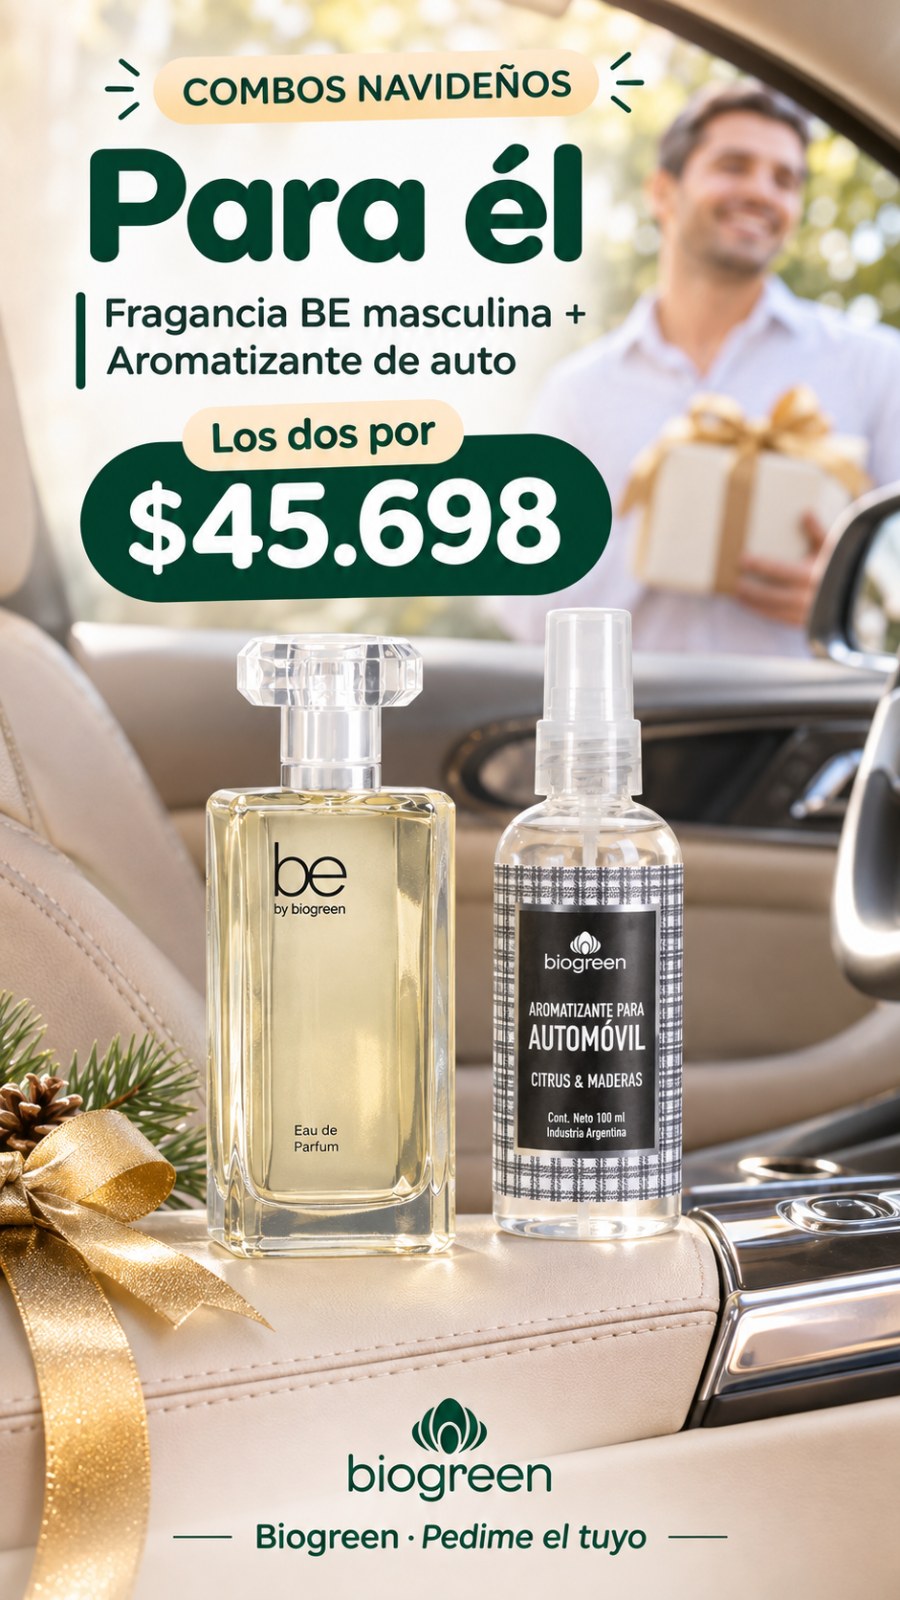 COMBOS NAVIDEÑOS
Para él
Fragancia BE masculina +
Aromatizante de auto
Los dos por
$45.698
be
by biogreen
Eau de
Parfum
biogreen
AROMATIZANTE PARA
AUTOMÓVIL
CITRUS & MADERAS
Cont. Neto 100 ml
Industria Argentina
biogreen
Biogreen · Pedime el tuyo